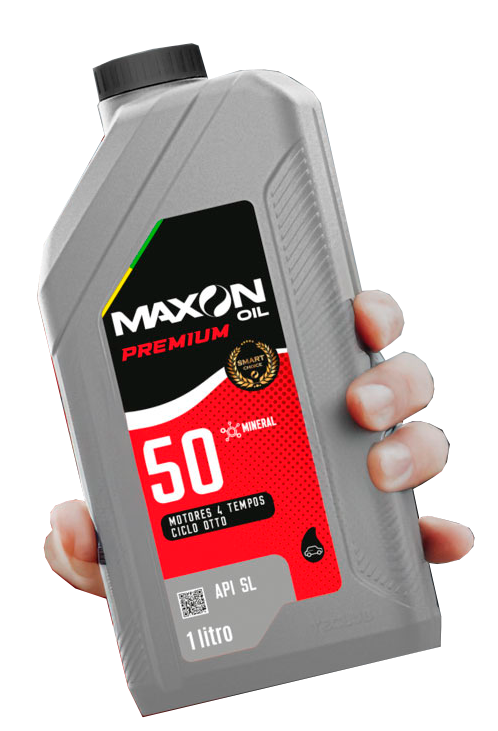 MAXON
OIL
PREMIUM
SMART
CHOICE
50
MINERAL
MOTORES 4 TEMPOS
CICLO OTTO
API SL
1 litro